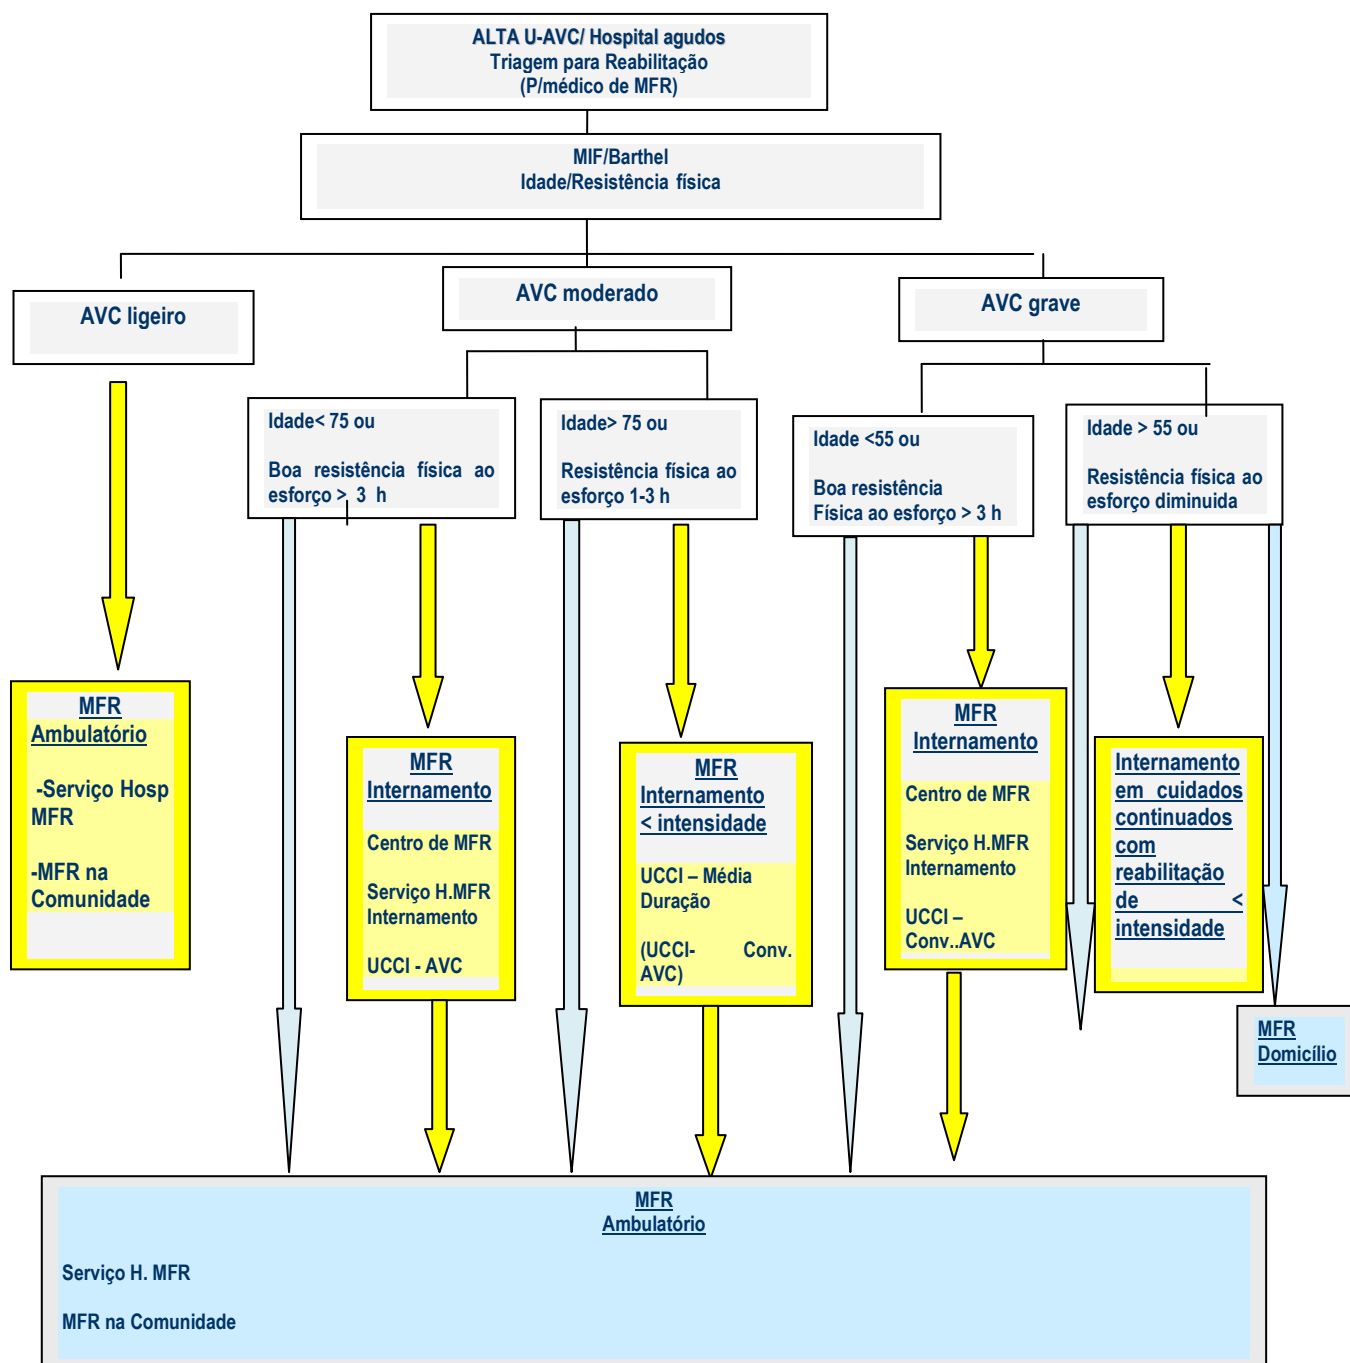 ALTA U-AVC/ Hospital agudos
Triagem para Reabilitação
(P/médico de MFR)
MIF/Barthel
Idade/Resistência física
AVC ligeiro
AVC moderado
AVC grave
Idade< 75 ou
Boa resistência física ao
esforço > 3 h
Idade> 75 ou
Resistência física ao
esforço 1-3 h
Idade <55 ou
Boa resistência
Física ao esforço > 3 h
Idade > 55 ou
Resistência física ao
esforço diminuida
MFR
Ambulatório
-Serviço Hosp
MFR
-MFR na
Comunidade
MFR
Internamento
Centro de MFR
Serviço H.MFR
Internamento
UCCI - AVC
MFR
Internamento
< intensidade
UCCI – Média
Duração
(UCCI- Conv.
AVC)
MFR
Internamento
Centro de MFR
Serviço H.MFR
Internamento
UCCI –
Conv..AVC
Internamento
em cuidados
continuados
com
reabilitação
de <
intensidade
MFR
Domicílio
MFR
Ambulatório
Serviço H. MFR
MFR na Comunidade